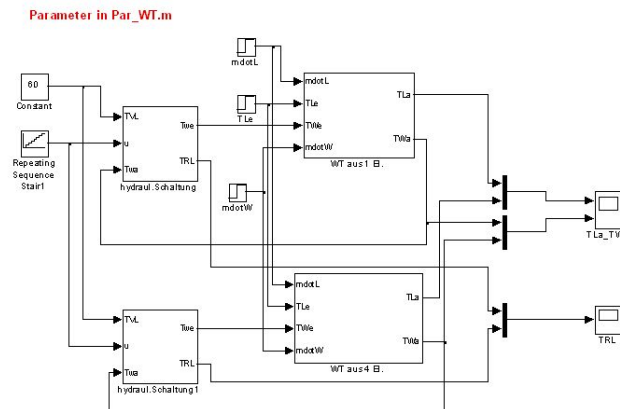 Parameter in Par_WT.m
mdotL
60
Constant
TLe
Repeating
Sequence
Stair1
TVL
u
Twa
Twe
TRL
hydraul.Schaltung
mdotL
TLe
TWe
mdotW
TLa
TWa
WT aus1 El.
mdotW
TLa_TW
mdotL
TLe
TWe
mdotW
TLa
TWa
WT aus4 El.
TRL
TVL
u
Twa
Twe
TRL
hydraul.Schaltung1